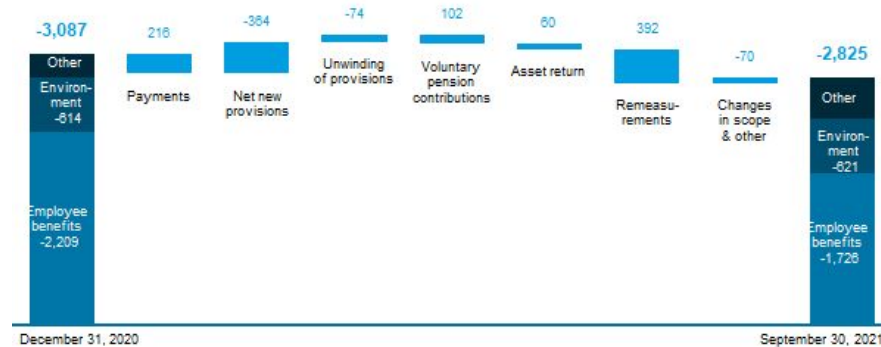 -3,087
Other
Environ-
ment
-614
Employee
benefits
-2,209
216
Payments
-364
Net new
provisions
-74
Unwinding
of provisions
102
Voluntary
pension
contributions
60
Asset return
392
Remeasu-
rements
-70
Changes
in scope
& other
-2,825
Other
Environ-
ment
-621
Employee
benefits
-1,726
December 31, 2020
September 30, 2021